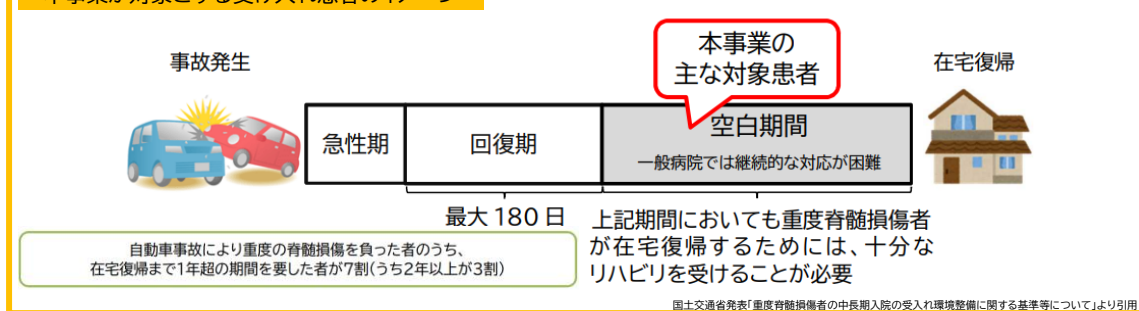 事故発生
本事業の
主な対象患者
在宅復帰
急性期
回復期
空白期間
一般病院では継続的な対応が困難
最大 180 日
上記期間においても重度脊髄損傷者
が在宅復帰するためには、十分な
リハビリを受けることが必要
自動車事故により重度の脊髄損傷を負った者のうち、
在宅復帰まで1年超の期間を要した者が7割(うち2年以上が3割)
国土交通省発表「重度脊髄損傷者の中長期入院の受入れ環境整備に関する基準等について」より引用